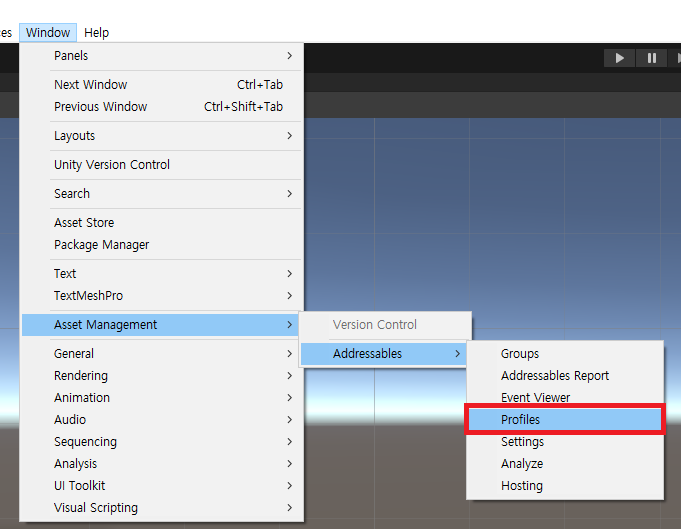 es Window Help
Panels
Next Window Ctrl+Tab
Previous Window Ctrl+Shift+Tab
Layouts
Unity Version Control
Search
Asset Store
Package Manager
Text
TextMeshPro
Asset Management
General
Rendering
Animation
Audio
Sequencing
Analysis
UI Toolkit
Visual Scripting
Version Control
Addressables
Groups
Addressables Report
Event Viewer
Profiles
Settings
Analyze
Hosting